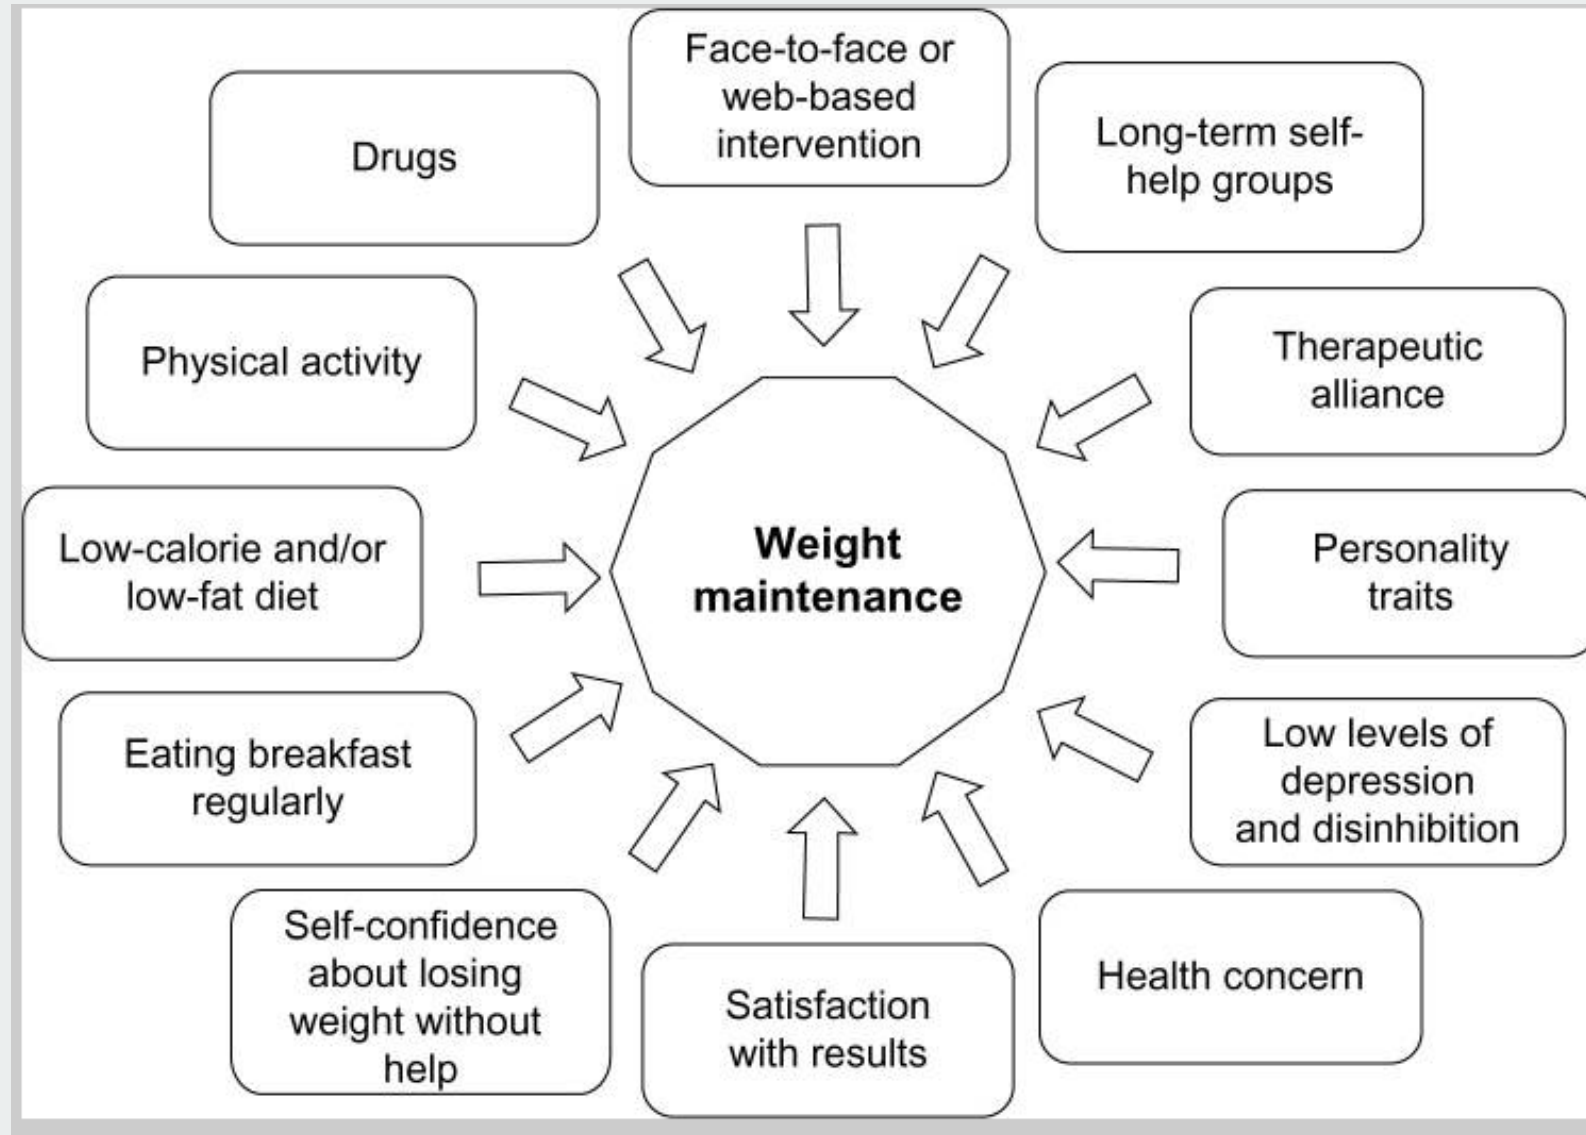 Face-to-face or
web-based
intervention
Drugs
Long-term self-
help groups
Physical activity
Therapeutic
alliance
Low-calorie and/or
low-fat diet
Weight
maintenance
Personality
traits
Eating breakfast
regularly
Low levels of
depression
and disinhibition
Self-confidence
about losing
weight without
help
Satisfaction
with results
Health concern